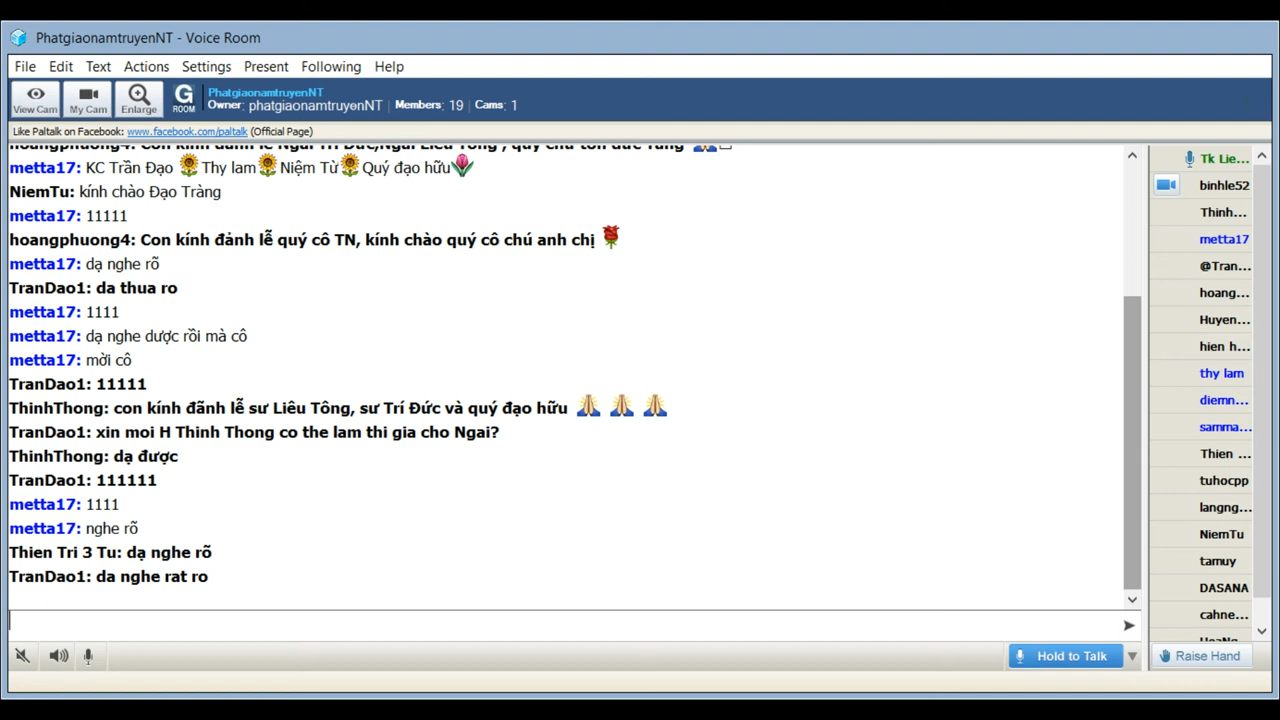 PhatgiaonamtruyenNT - Voice Room
File Edit Text Actions Settings Present Following Help
View Cam My Cam Enlarge G ROOM PhatgiaonamtruyenNT
Owner: phatgiaonamtruyenNT Members: 19 Cams: 1
Like Paltalk on Facebook: www.facebook.com/paltalk (Official Page)
metta17: KC Trần Đạo Thy lam Niệm Từ Quý đạo hữu
NiemTu: kính chào Đạo Tràng
metta17: 11111
hoangphuong4: Con kính đảnh lễ quý cô TN, kính chào quý cô chú anh chị
metta17: dạ nghe rõ
TranDao1: da thua ro
metta17: 1111
metta17: dạ nghe dược rồi mà cô
metta17: mời cô
TranDao1: 11111
ThinhThong: con kính đãnh lễ sư Liêu Tông, sư Trí Đức và quý đạo hữu
TranDao1: xin moi H Thinh Thong co the lam thi gia cho Ngai?
ThinhThong: dạ được
TranDao1: 111111
metta17: 1111
metta17: nghe rõ
Thien Tri 3 Tu: dạ nghe rõ
TranDao1: da nghe rat ro
Tk Lie...
binhle52
Thinh...
metta17
@Tran...
hoang...
Huyen...
hien h...
thy lam
diemn...
samma...
Thien ...
tuhocpp
langng...
NiemTu
tamuy
DASANA
cahne...
Hold to Talk
Raise Hand